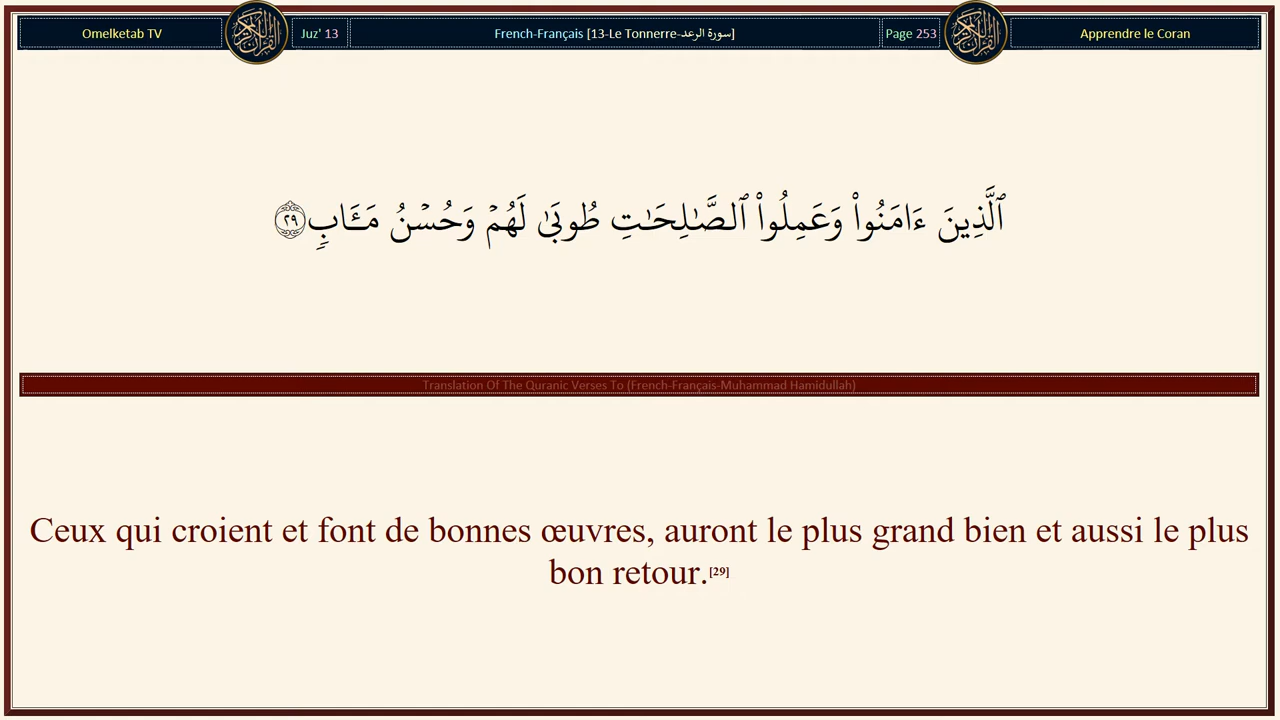 Omelketab TV
Juz' 13
French-Français [13-Le Tonnerre-سورة الرعد]
Page 253
Apprendre le Coran
ٱلَّذِينَ ءَامَنُوا۟ وَعَمِلُوا۟ ٱلصَّـٰلِحَـٰتِ طُوبَىٰ لَهُمْ وَحُسْنُ مَـَٔابٍۢ ٢٩
Translation Of The Quranic Verses To (French-Français-Muhammad Hamidullah)
Ceux qui croient et font de bonnes œuvres, auront le plus grand bien et aussi le plus
bon retour.[29]